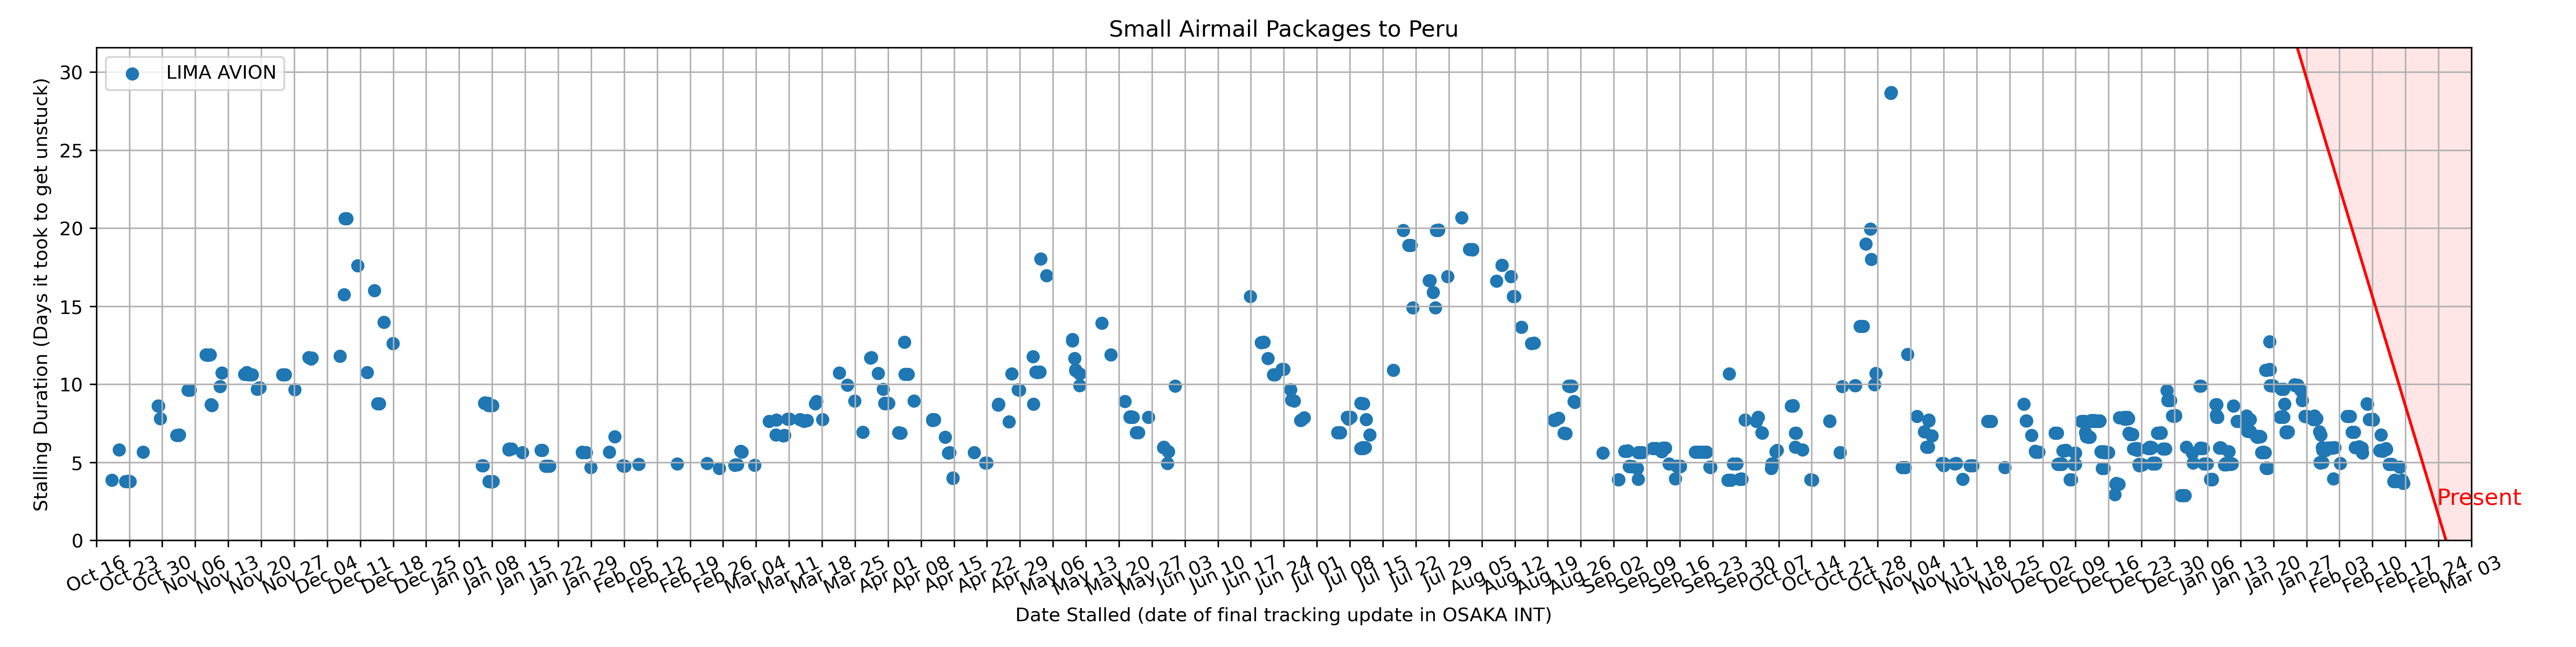 Small Airmail Packages to Peru
LIMA AVION
Stalling Duration (Days it took to get unstuck)
30
25
20
15
10
5
0
Present
Oct 16
Oct 23
Oct 30
Nov 06
Nov 13
Nov 20
Nov 27
Dec 04
Dec 11
Dec 18
Dec 25
Jan 01
Jan 08
Jan 15
Jan 22
Jan 29
Feb 05
Feb 12
Feb 19
Feb 26
Mar 04
Mar 11
Mar 18
Mar 25
Apr 01
Apr 08
Apr 15
Apr 22
Apr 29
May 06
May 13
May 20
May 27
Jun 03
Jun 10
Jun 17
Jun 24
Jul 01
Jul 08
Jul 15
Jul 22
Jul 29
Aug 05
Aug 12
Aug 19
Aug 26
Sep 02
Sep 09
Sep 16
Sep 23
Sep 30
Oct 07
Oct 14
Oct 21
Oct 28
Nov 04
Nov 11
Nov 18
Nov 25
Dec 02
Dec 09
Dec 16
Dec 23
Dec 30
Jan 06
Jan 13
Jan 20
Jan 27
Feb 03
Feb 10
Feb 17
Feb 24
Mar 03
Date Stalled (date of final tracking update in OSAKA INT)